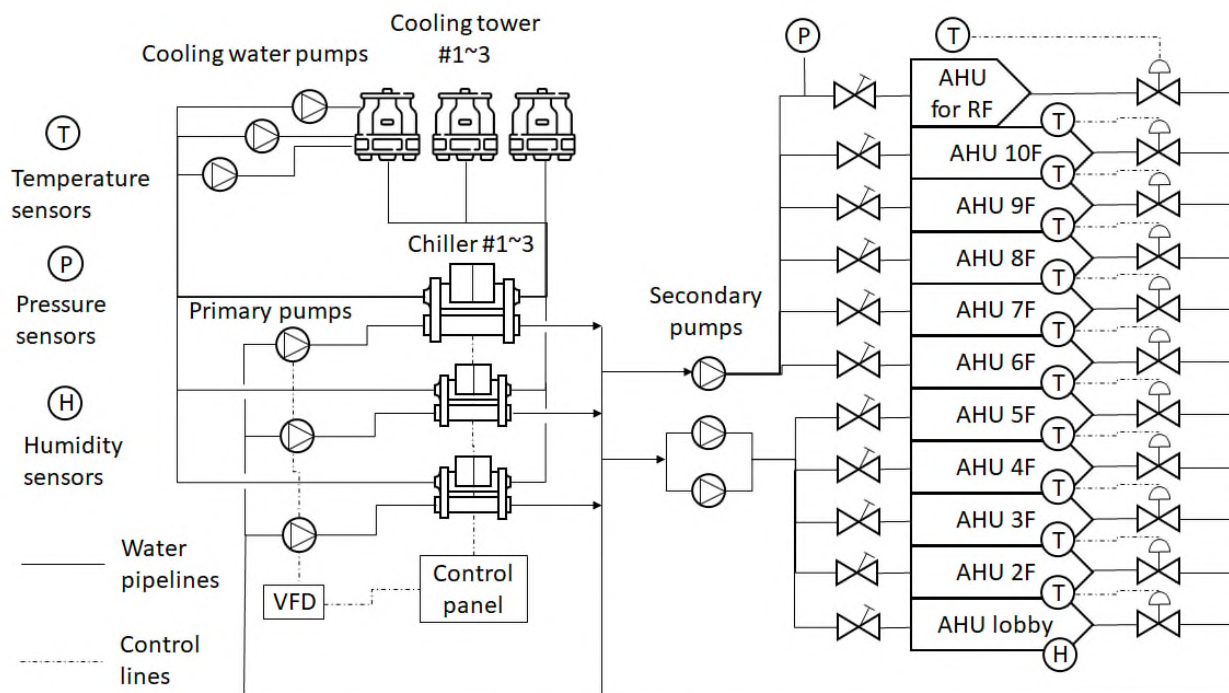 Cooling tower
#1~3
Cooling water pumps
P
T
AHU
for RF
T
T
Temperature
sensors
AHU 10F
T
AHU 9F
T
P
Pressure
sensors
Chiller #1~3
AHU 8F
T
Primary pumps
Secondary
pumps
AHU 7F
T
AHU 6F
T
H
Humidity
sensors
AHU 5F
T
AHU 4F
T
AHU 3F
T
Water
pipelines
AHU 2F
T
VFD
Control
panel
AHU lobby
H
Control
lines